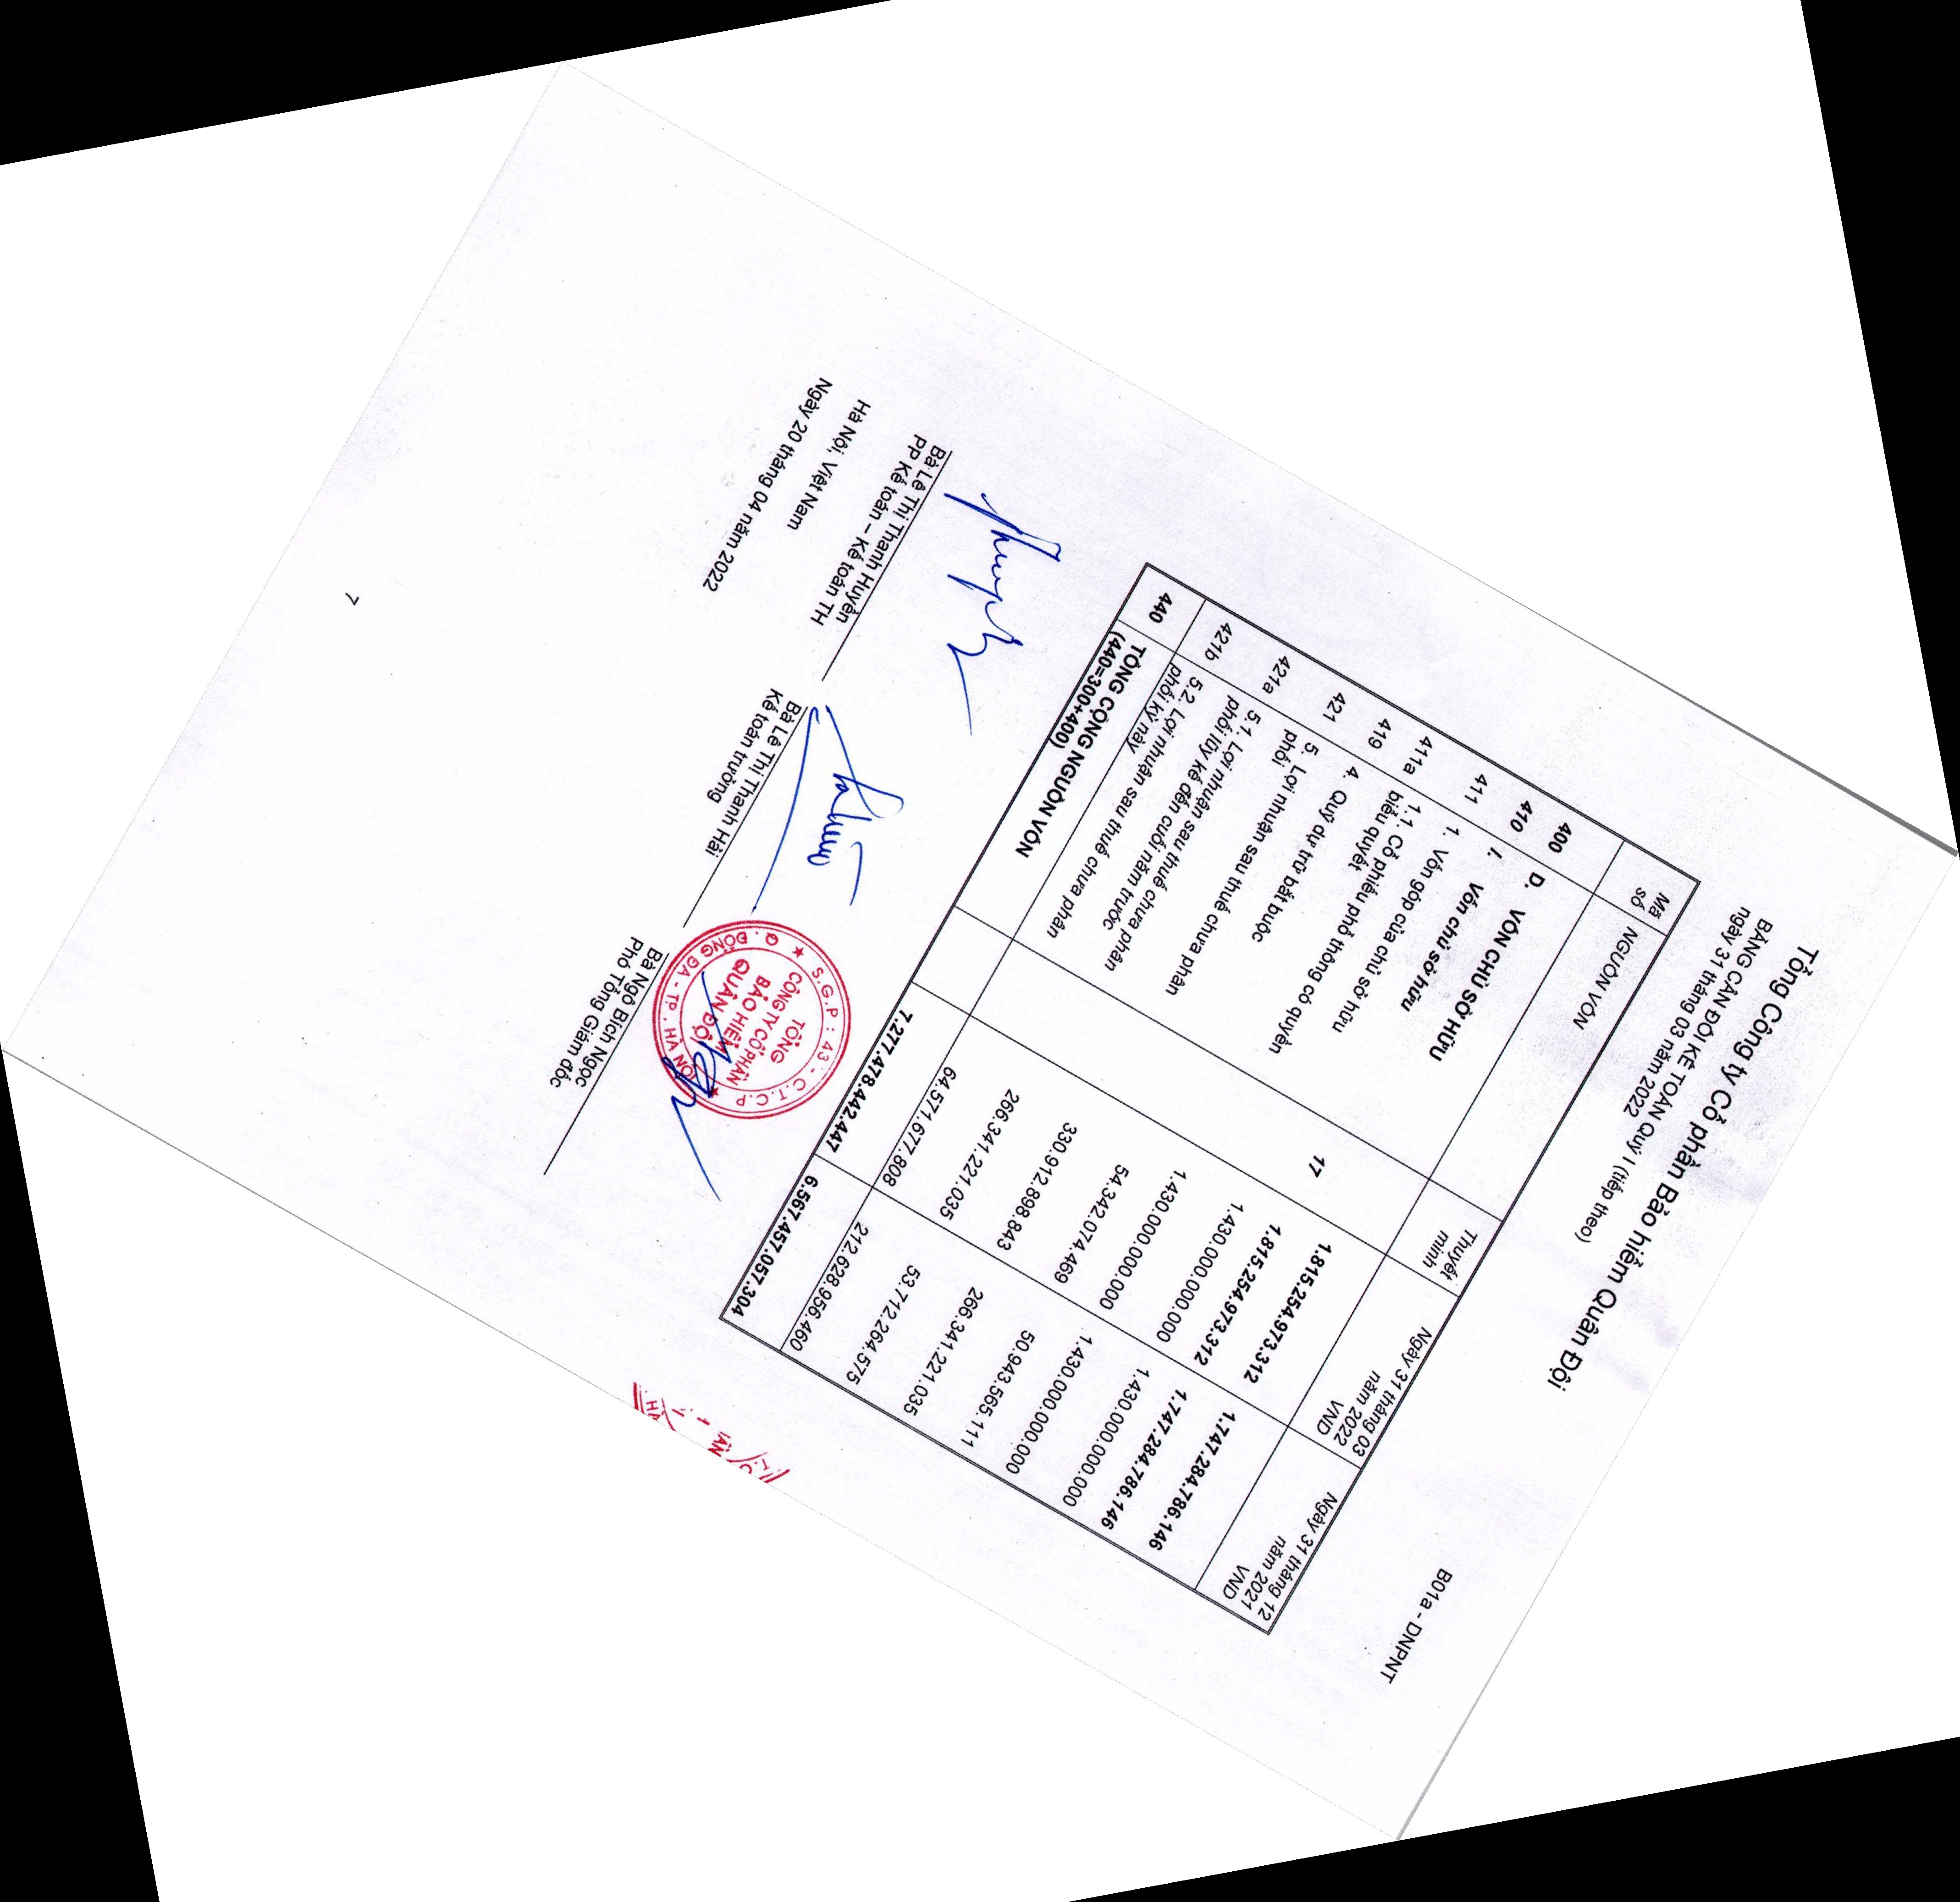 Tổng Công ty Cổ phần Bảo hiểm Quân Đội
B01a - DNPNT
BẢNG CÂN ĐỐI KẾ TOÁN Quý I (tiếp theo)
ngày 31 tháng 03 năm 2022
Mã số NGUỒN VỐN Thuyết minh Ngày 31 tháng 03 năm 2022 VND Ngày 31 tháng 12 năm 2021 VND
400 D. VỐN CHỦ SỞ HỮU 1.815.254.973.312 1.747.284.786.146
410 I. Vốn chủ sở hữu 1.815.254.973.312 1.747.284.786.146
411 1. Vốn góp của chủ sở hữu 17 1.430.000.000.000 1.430.000.000.000
411a 1.1. Cổ phiếu phổ thông có quyền
biểu quyết 1.430.000.000.000 1.430.000.000.000
419 4. Quỹ dự trữ bắt buộc 54.342.074.469 50.943.565.111
421 5. Lợi nhuận sau thuế chưa phân
phối 330.912.898.843 266.341.221.035
421a 5.1. Lợi nhuận sau thuế chưa phân
phối lũy kế đến cuối năm trước 266.341.221.035 53.712.264.575
421b 5.2. Lợi nhuận sau thuế chưa phân
phối kỳ này 64.571.677.808 212.628.956.460
440 TỔNG CỘNG NGUỒN VỐN
(440=300+400) 7.277.478.442.447 6.567.457.057.304
S.G.P : 43 - C.T.C.P
TỔNG
CÔNG TY CỔ PHẦN
BẢO HIỂM
QUÂN ĐỘI
Q. ĐỐNG ĐA - TP. HÀ NỘI
Bà Lê Thị Thanh Huyền
PP Kế toán – Kế toán TH
Bà Lê Thị Thanh Hải
Kế toán trưởng
Bà Ngô Bích Ngọc
Phó Tổng Giám đốc
Hà Nội, Việt Nam
Ngày 20 tháng 04 năm 2022
7